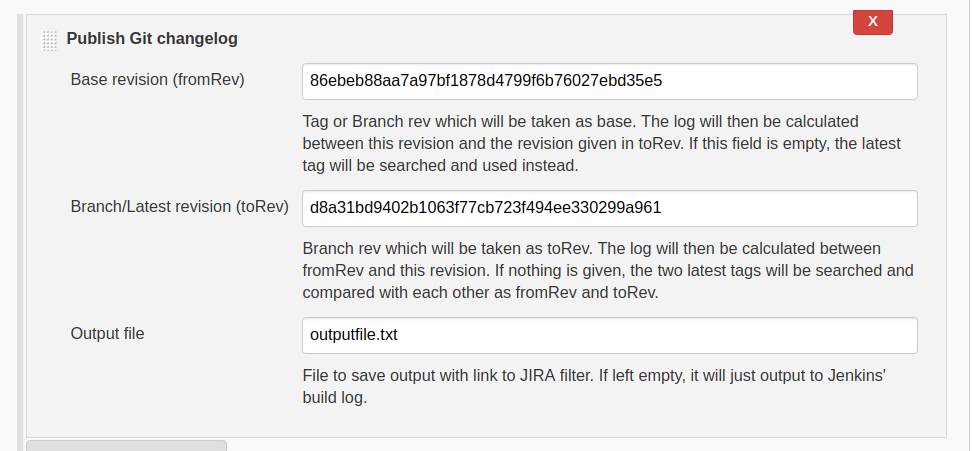 X
Publish Git changelog
Base revision (fromRev)
86ebeb88aa7a97bf1878d4799f6b76027ebd35e5
Tag or Branch rev which will be taken as base. The log will then be calculated
between this revision and the revision given in toRev. If this field is empty, the latest
tag will be searched and used instead.
Branch/Latest revision (toRev)
d8a31bd9402b1063f77cb723f494ee330299a961
Branch rev which will be taken as toRev. The log will then be calculated between
fromRev and this revision. If nothing is given, the two latest tags will be searched and
compared with each other as fromRev and toRev.
Output file
outputfile.txt
File to save output with link to JIRA filter. If left empty, it will just output to Jenkins'
build log.